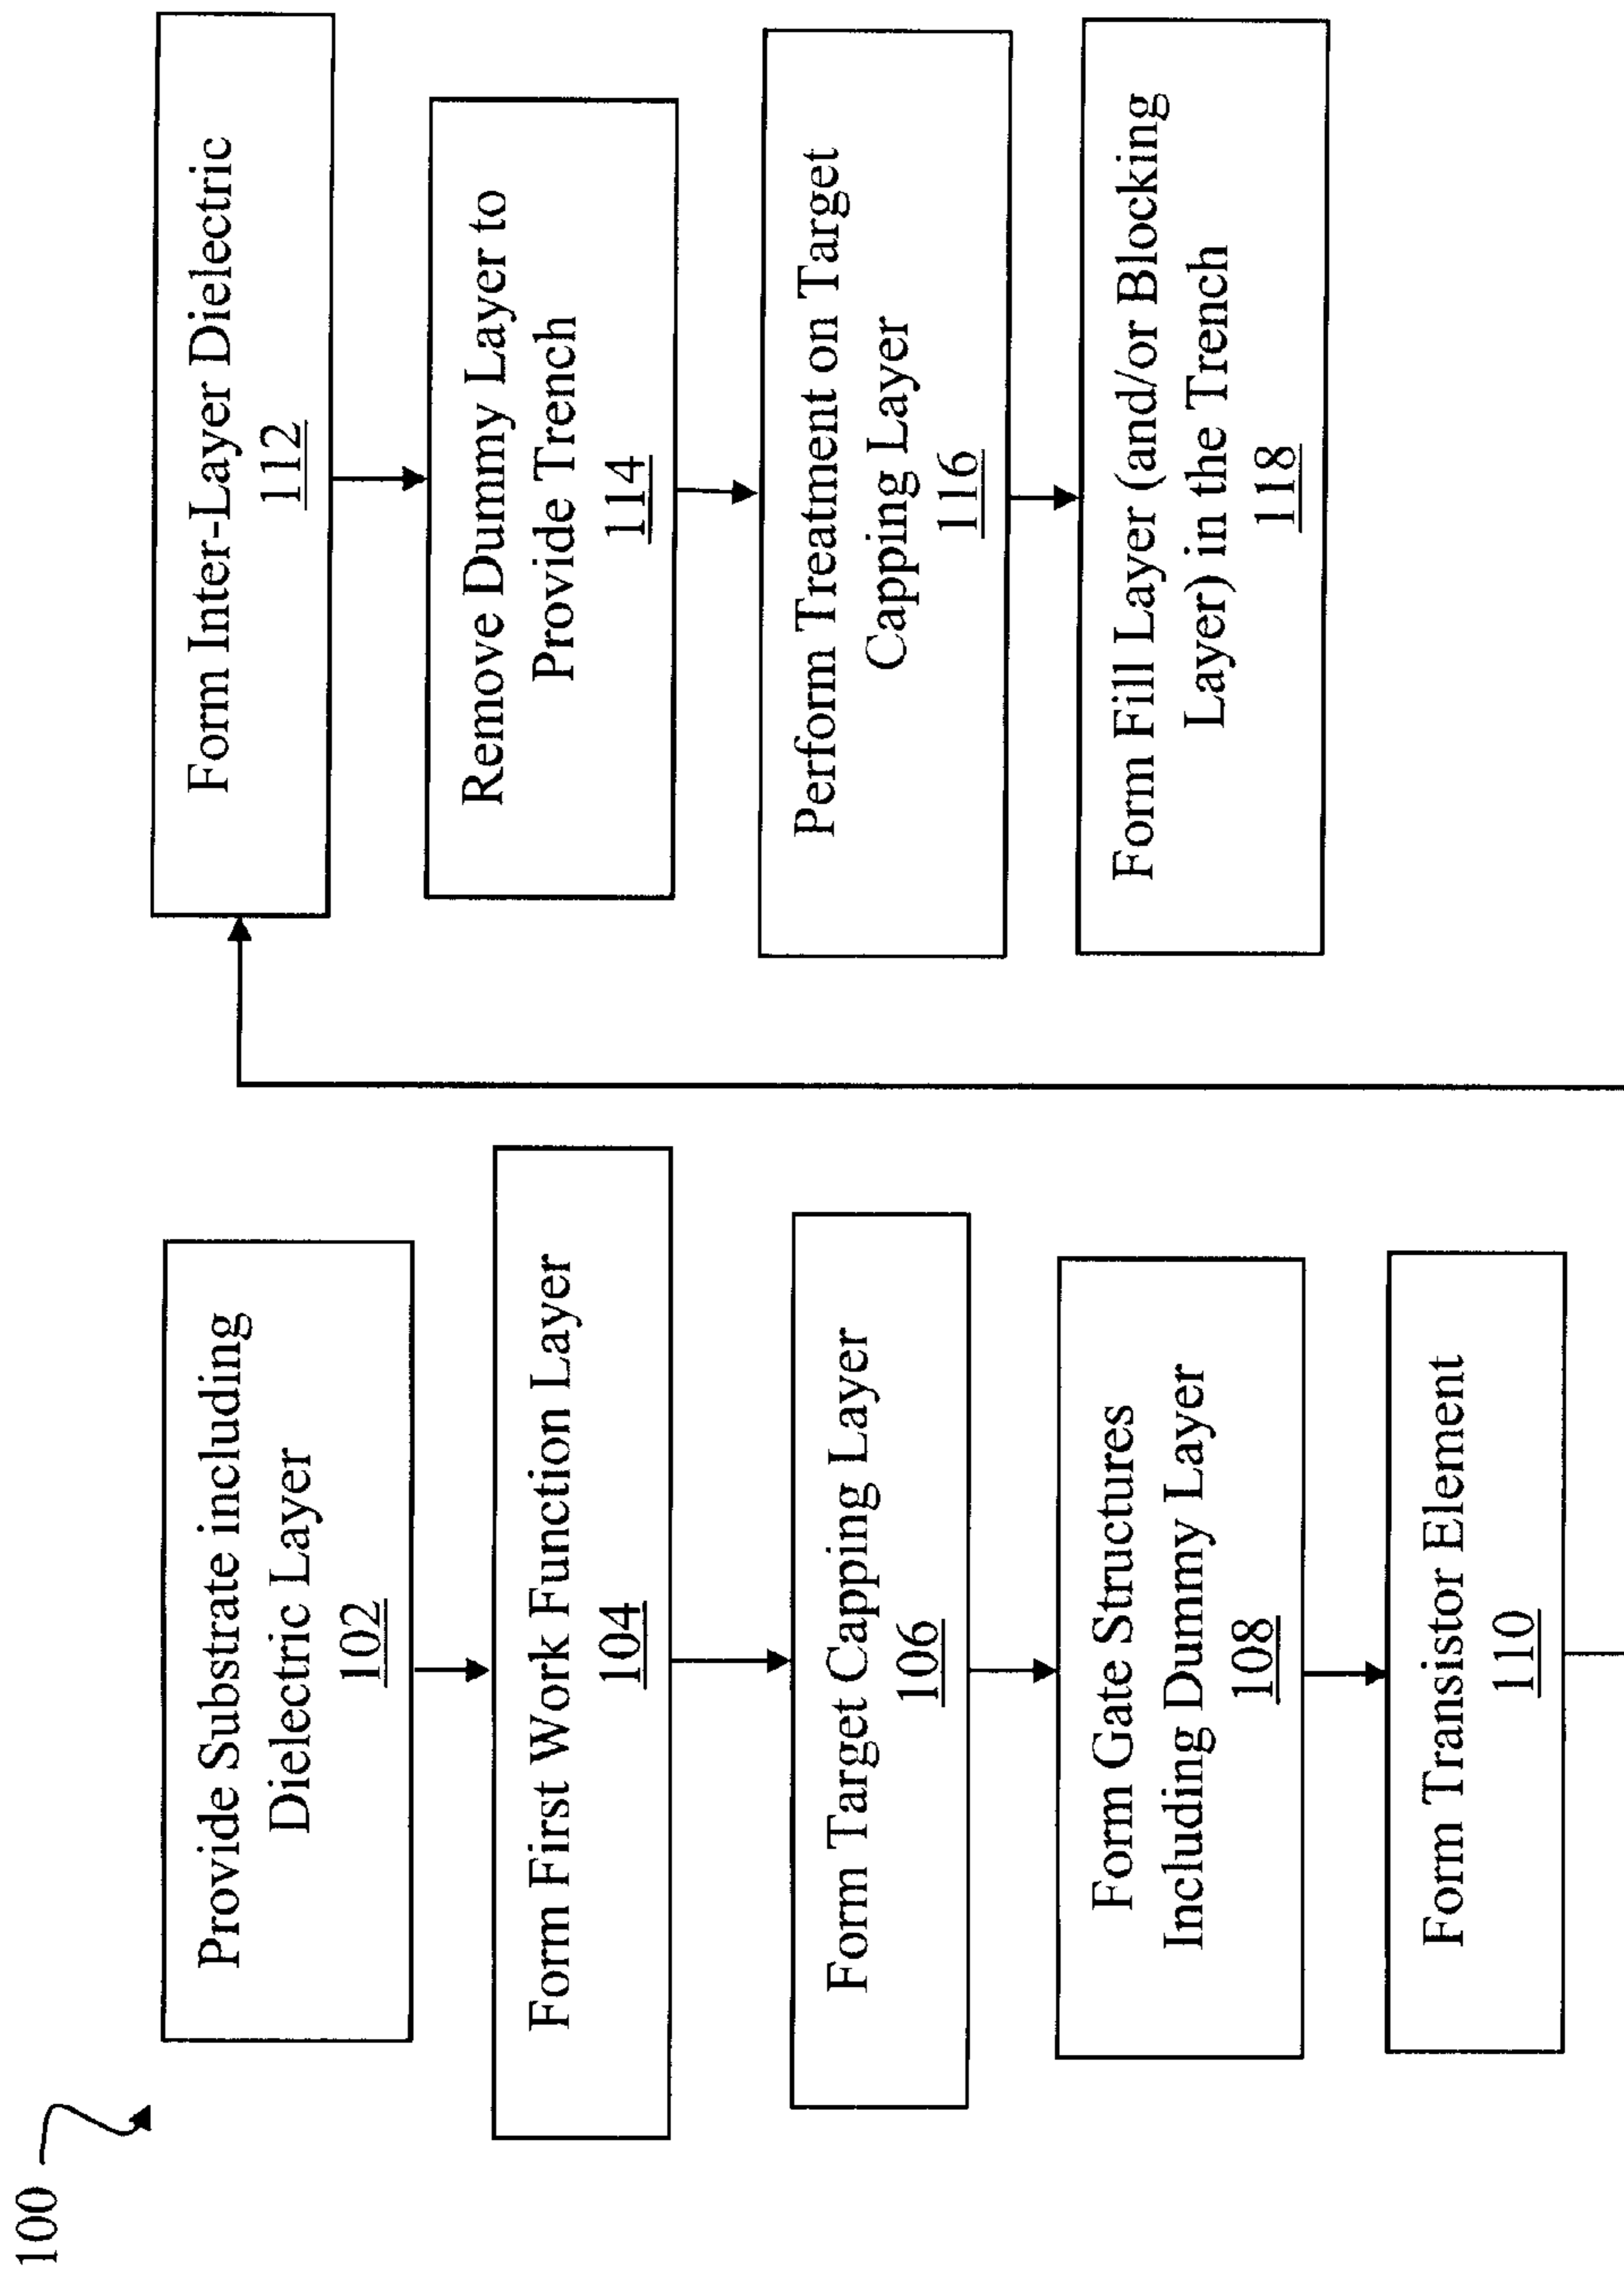 100
Provide Substrate including
Dielectric Layer
102
Form First Work Function Layer
104
Form Target Capping Layer
106
Form Gate Structures
Including Dummy Layer
108
Form Transistor Element
110
Form Inter-Layer Dielectric
112
Remove Dummy Layer to
Provide Trench
114
Perform Treatment on Target
Capping Layer
116
Form Fill Layer (and/or Blocking
Layer) in the Trench
118